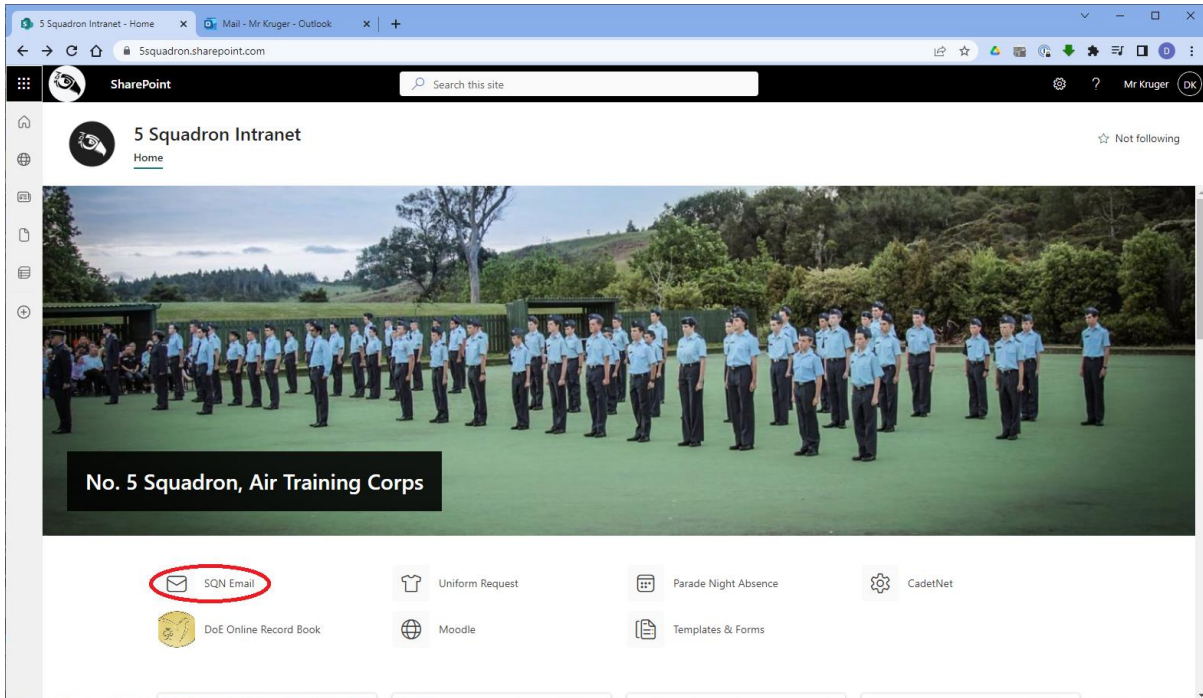 5 Squadron Intranet - Home
Mail - Mr Kruger - Outlook
5squadron.sharepoint.com
D
SharePoint
Search this site
?
Mr Kruger
DK
5 Squadron Intranet
Home
Not following
No. 5 Squadron, Air Training Corps
SQN Email
Uniform Request
Parade Night Absence
CadetNet
DoE Online Record Book
Moodle
Templates & Forms